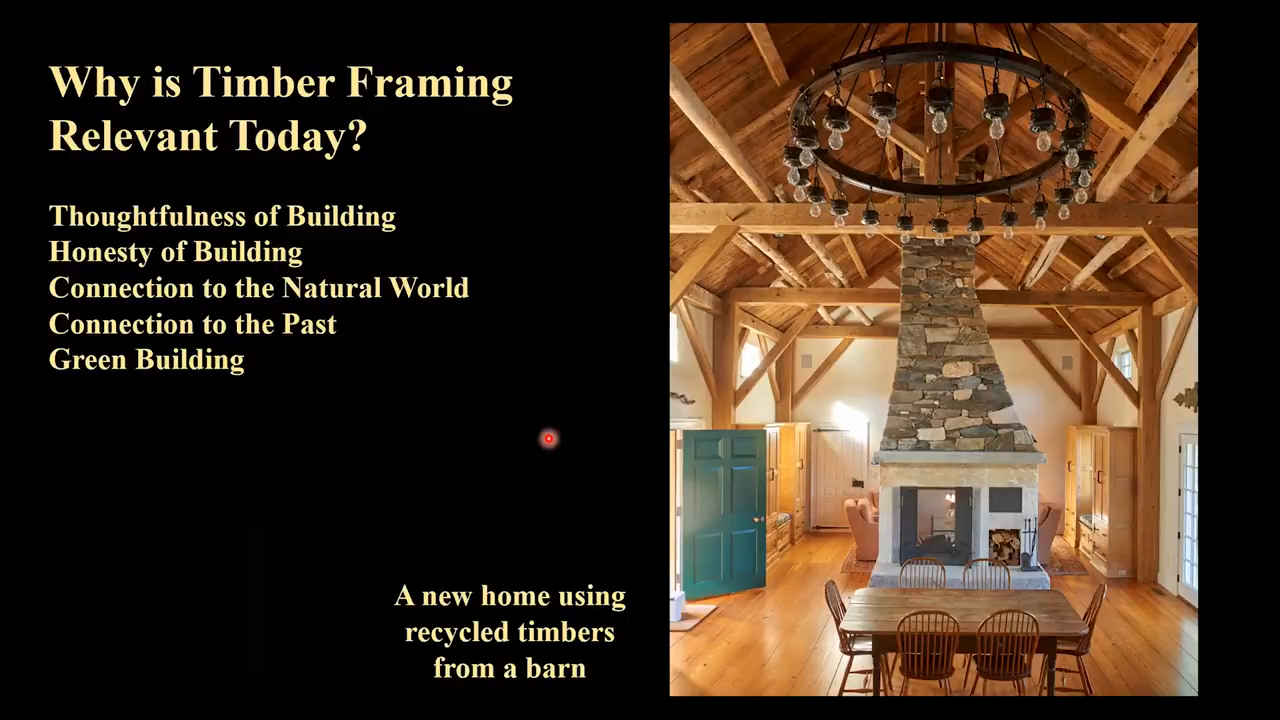 Why is Timber Framing
Relevant Today?
Thoughtfulness of Building
Honesty of Building
Connection to the Natural World
Connection to the Past
Green Building
A new home using
recycled timbers
from a barn